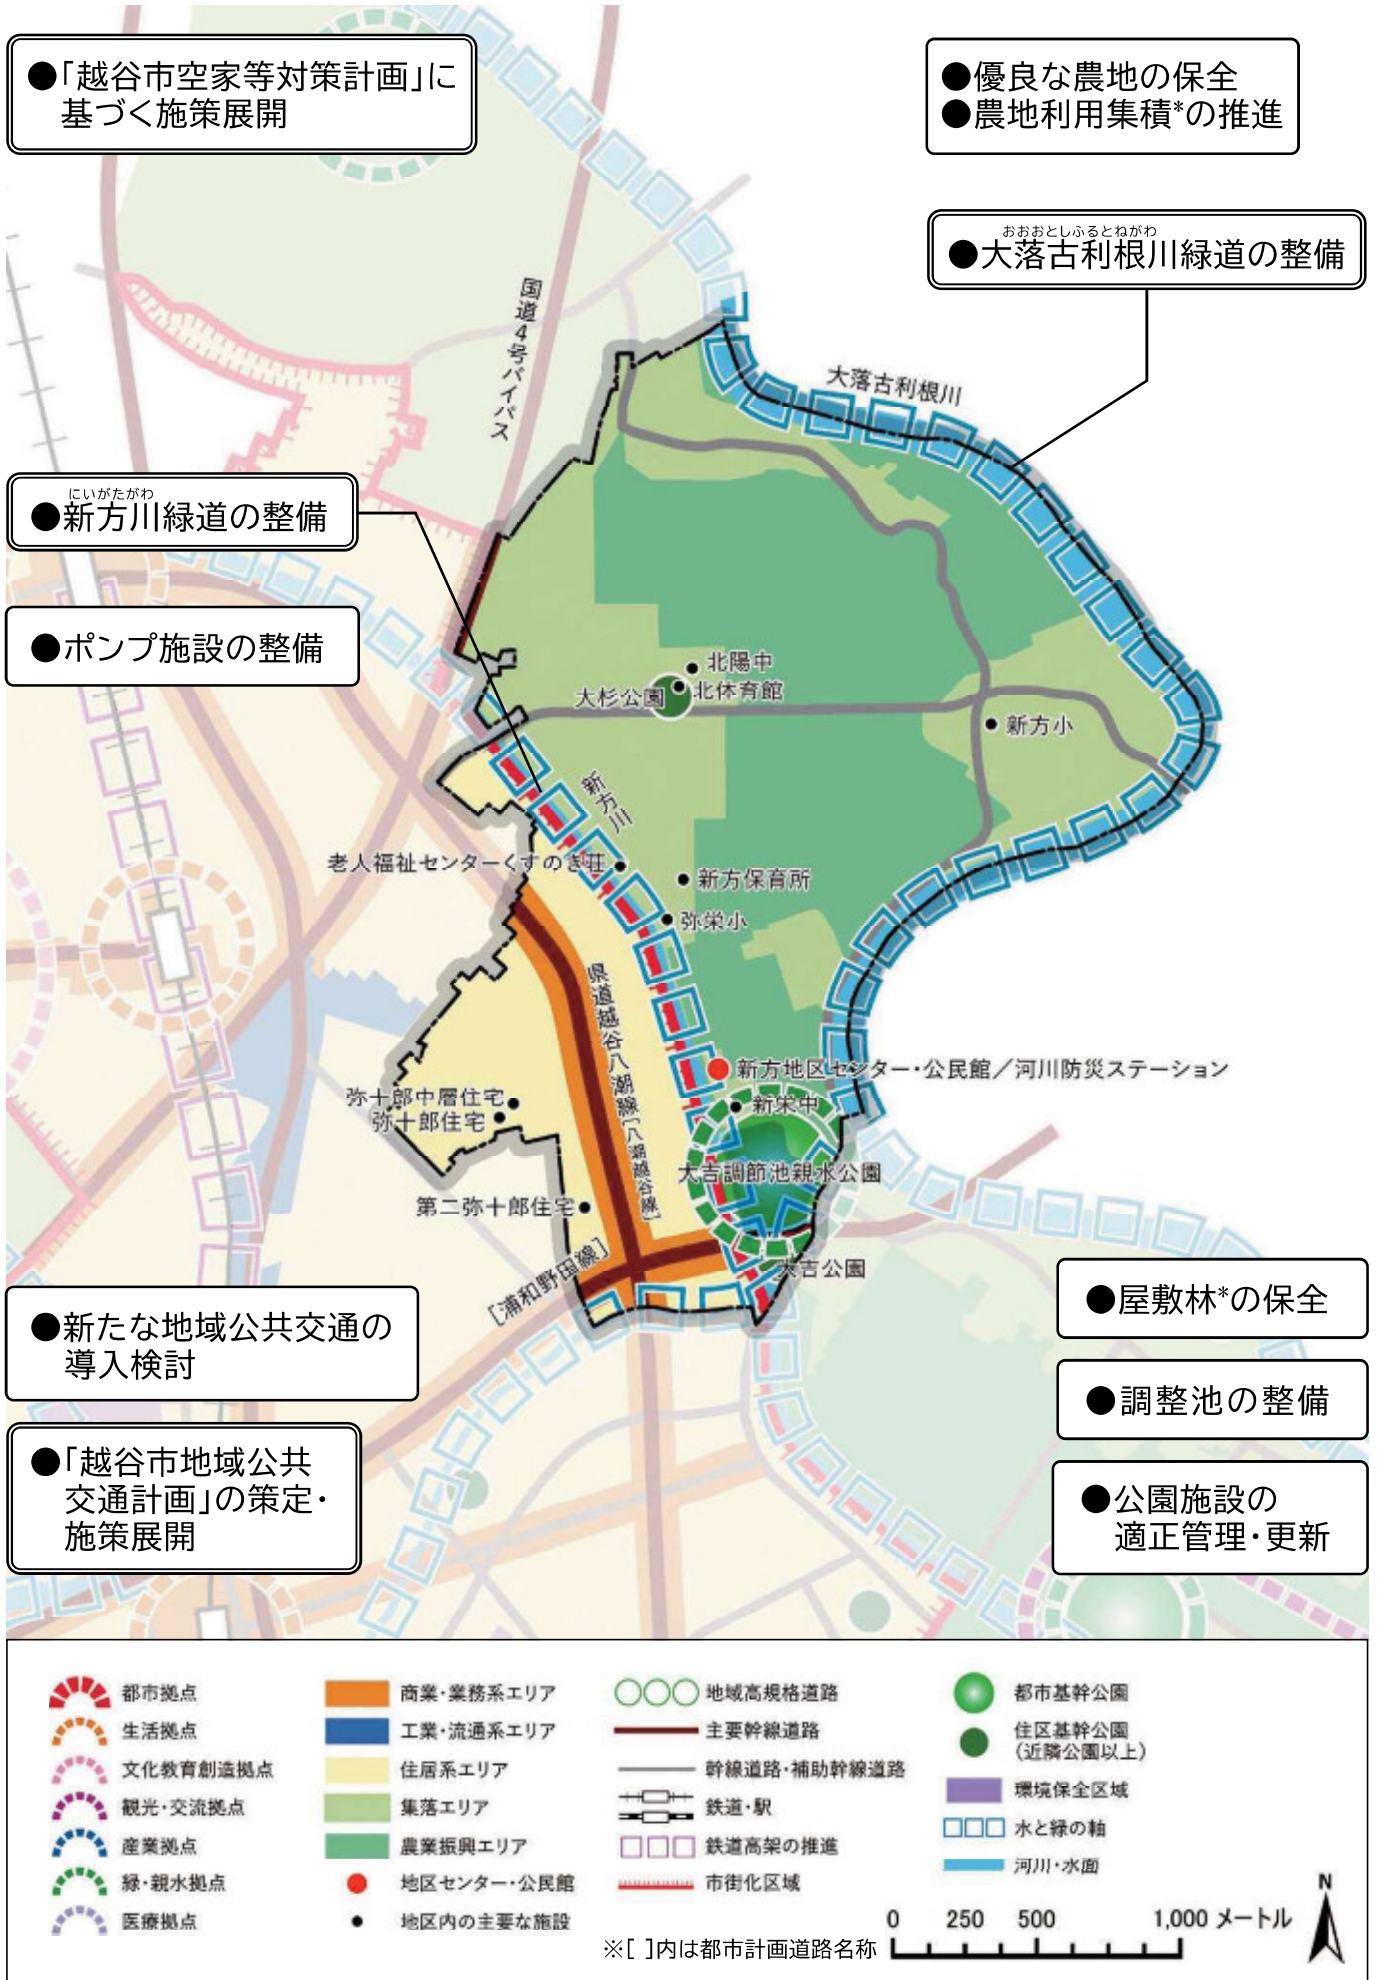 ●「越谷市空家等対策計画」に
基づく施策展開
●優良な農地の保全
●農地利用集積*の推進
おおおとしふるとねがわ
●大落古利根川緑道の整備
国道4号バイパス
大落古利根川
にいがたがわ
●新方川緑道の整備
●ポンプ施設の整備
北陽中
北体育館
大杉公園
新方小
新方川
老人福祉センターくすのき荘
新方保育所
弥栄小
県道越谷八潮線[八潮越谷線]
新方地区センター・公民館／河川防災ステーション
弥十郎中層住宅
弥十郎住宅
新栄中
大吉調節池親水公園
第二弥十郎住宅
[浦和野田線]
大吉公園
●新たな地域公共交通の
導入検討
●「越谷市地域公共
交通計画」の策定・
施策展開
●屋敷林*の保全
●調整池の整備
●公園施設の
適正管理・更新
都市拠点
生活拠点
文化教育創造拠点
観光・交流拠点
産業拠点
緑・親水拠点
医療拠点
商業・業務系エリア
工業・流通系エリア
住居系エリア
集落エリア
農業振興エリア
地区センター・公民館
地区内の主要な施設
地域高規格道路
主要幹線道路
幹線道路・補助幹線道路
鉄道・駅
鉄道高架の推進
市街化区域
都市基幹公園
住区基幹公園
（近隣公園以上）
環境保全区域
水と緑の軸
河川・水面
※[ ]内は都市計画道路名称
0 250 500 1,000 メートル
N